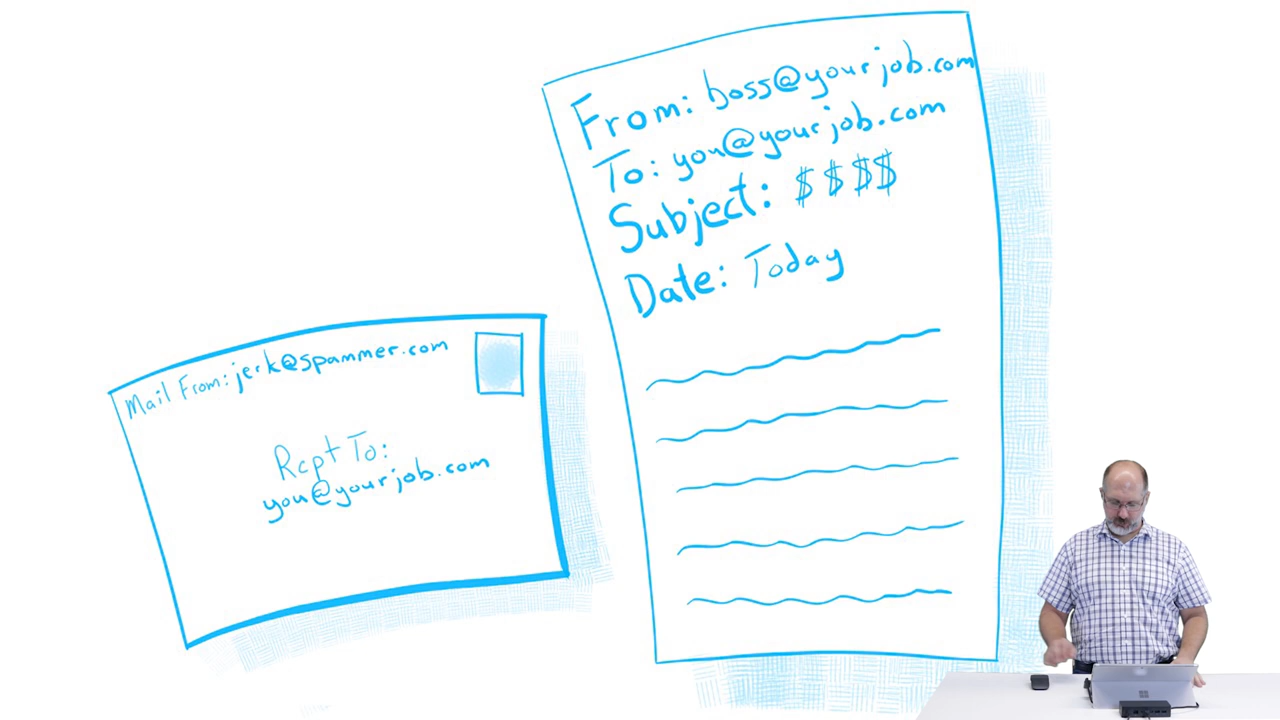 Mail From: jerk@spammer.com
Rcpt To:
you@yourjob.com
From: boss@yourjob.com
To: you@yourjob.com
Subject: $$$$
Date: Today